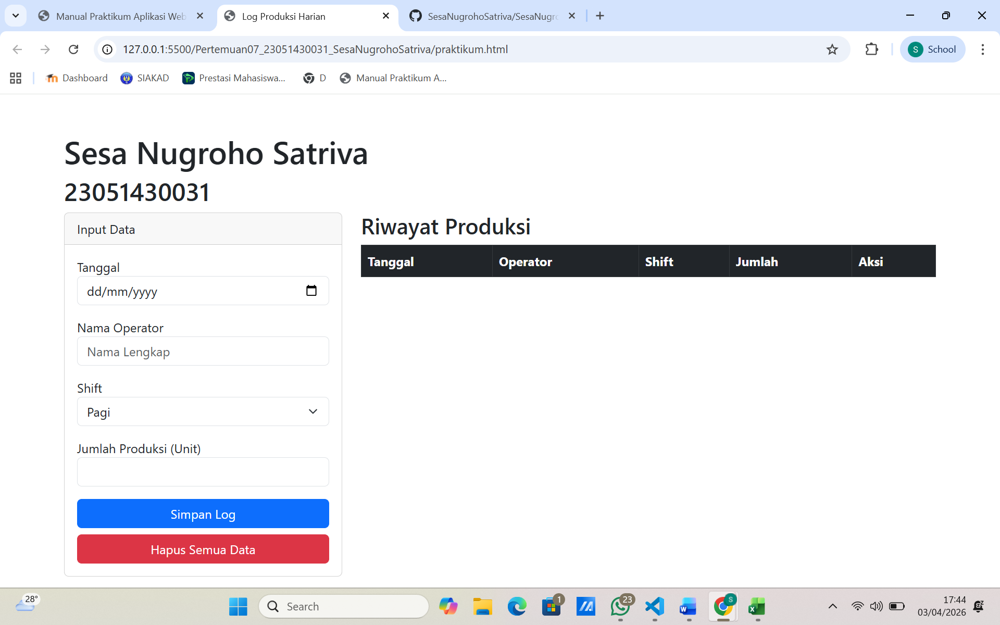 Manual Praktikum Aplikasi Web
Log Produksi Harian
SesaNugrohoSatriva/SesaNugro
127.0.0.1:5500/Pertemuan07_23051430031_SesaNugrohoSatriva/praktikum.html
S
School
Dashboard
SIAKAD
Prestasi Mahasiswa...
D
Manual Praktikum A...
Sesa Nugroho Satriva
23051430031
Input Data
Tanggal
dd/mm/yyyy
Nama Operator
Nama Lengkap
Shift
Pagi
Jumlah Produksi (Unit)
Simpan Log
Hapus Semua Data
Riwayat Produksi
Tanggal Operator Shift Jumlah Aksi
28°
Search
1
23
S
17:44
03/04/2026